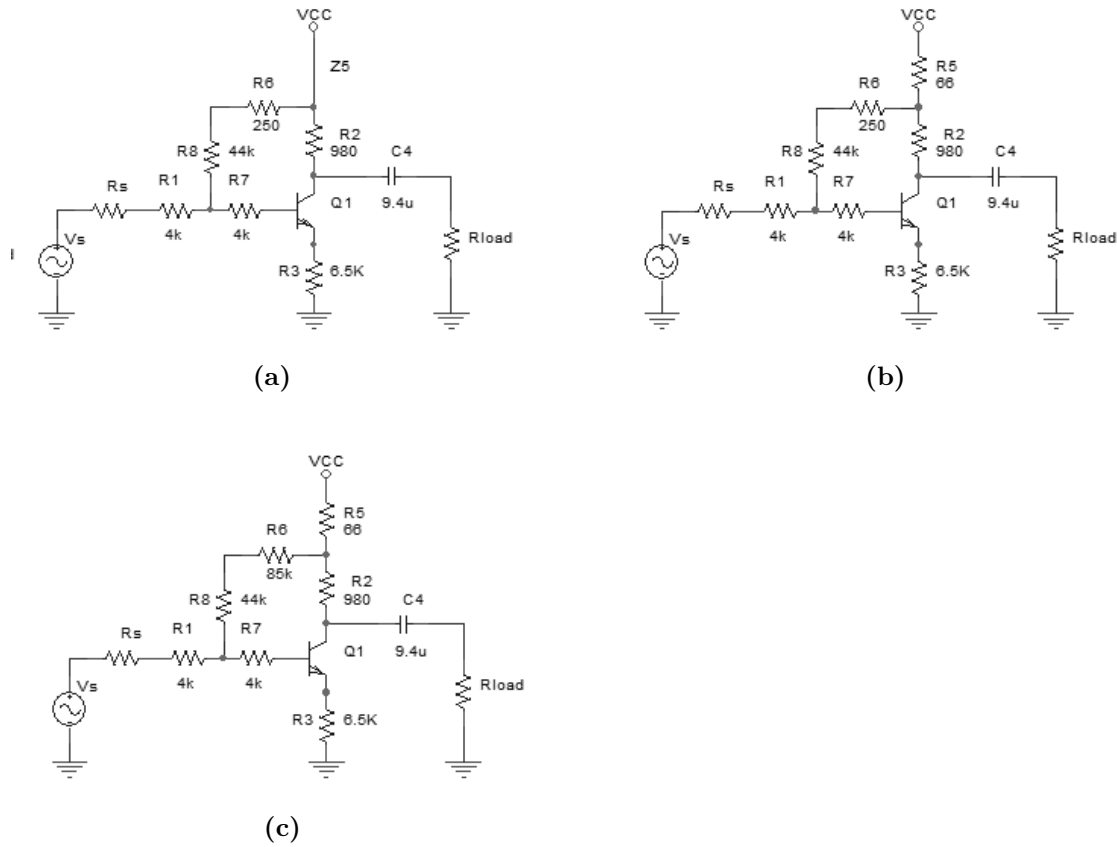 VCC
Z5
R6
250
R2
980
R8
44k
C4
9.4u
Rs
R1
4k
R7
4k
Q1
Vs
Rload
R3
6.5K
(a)
VCC
R5
66
R6
250
R2
980
R8
44k
C4
9.4u
Rs
R1
4k
R7
4k
Q1
Vs
Rload
R3
6.5K
(b)
VCC
R5
66
R6
85k
R2
980
R8
44k
C4
9.4u
Rs
R1
4k
R7
4k
Q1
Vs
Rload
R3
6.5K
(c)